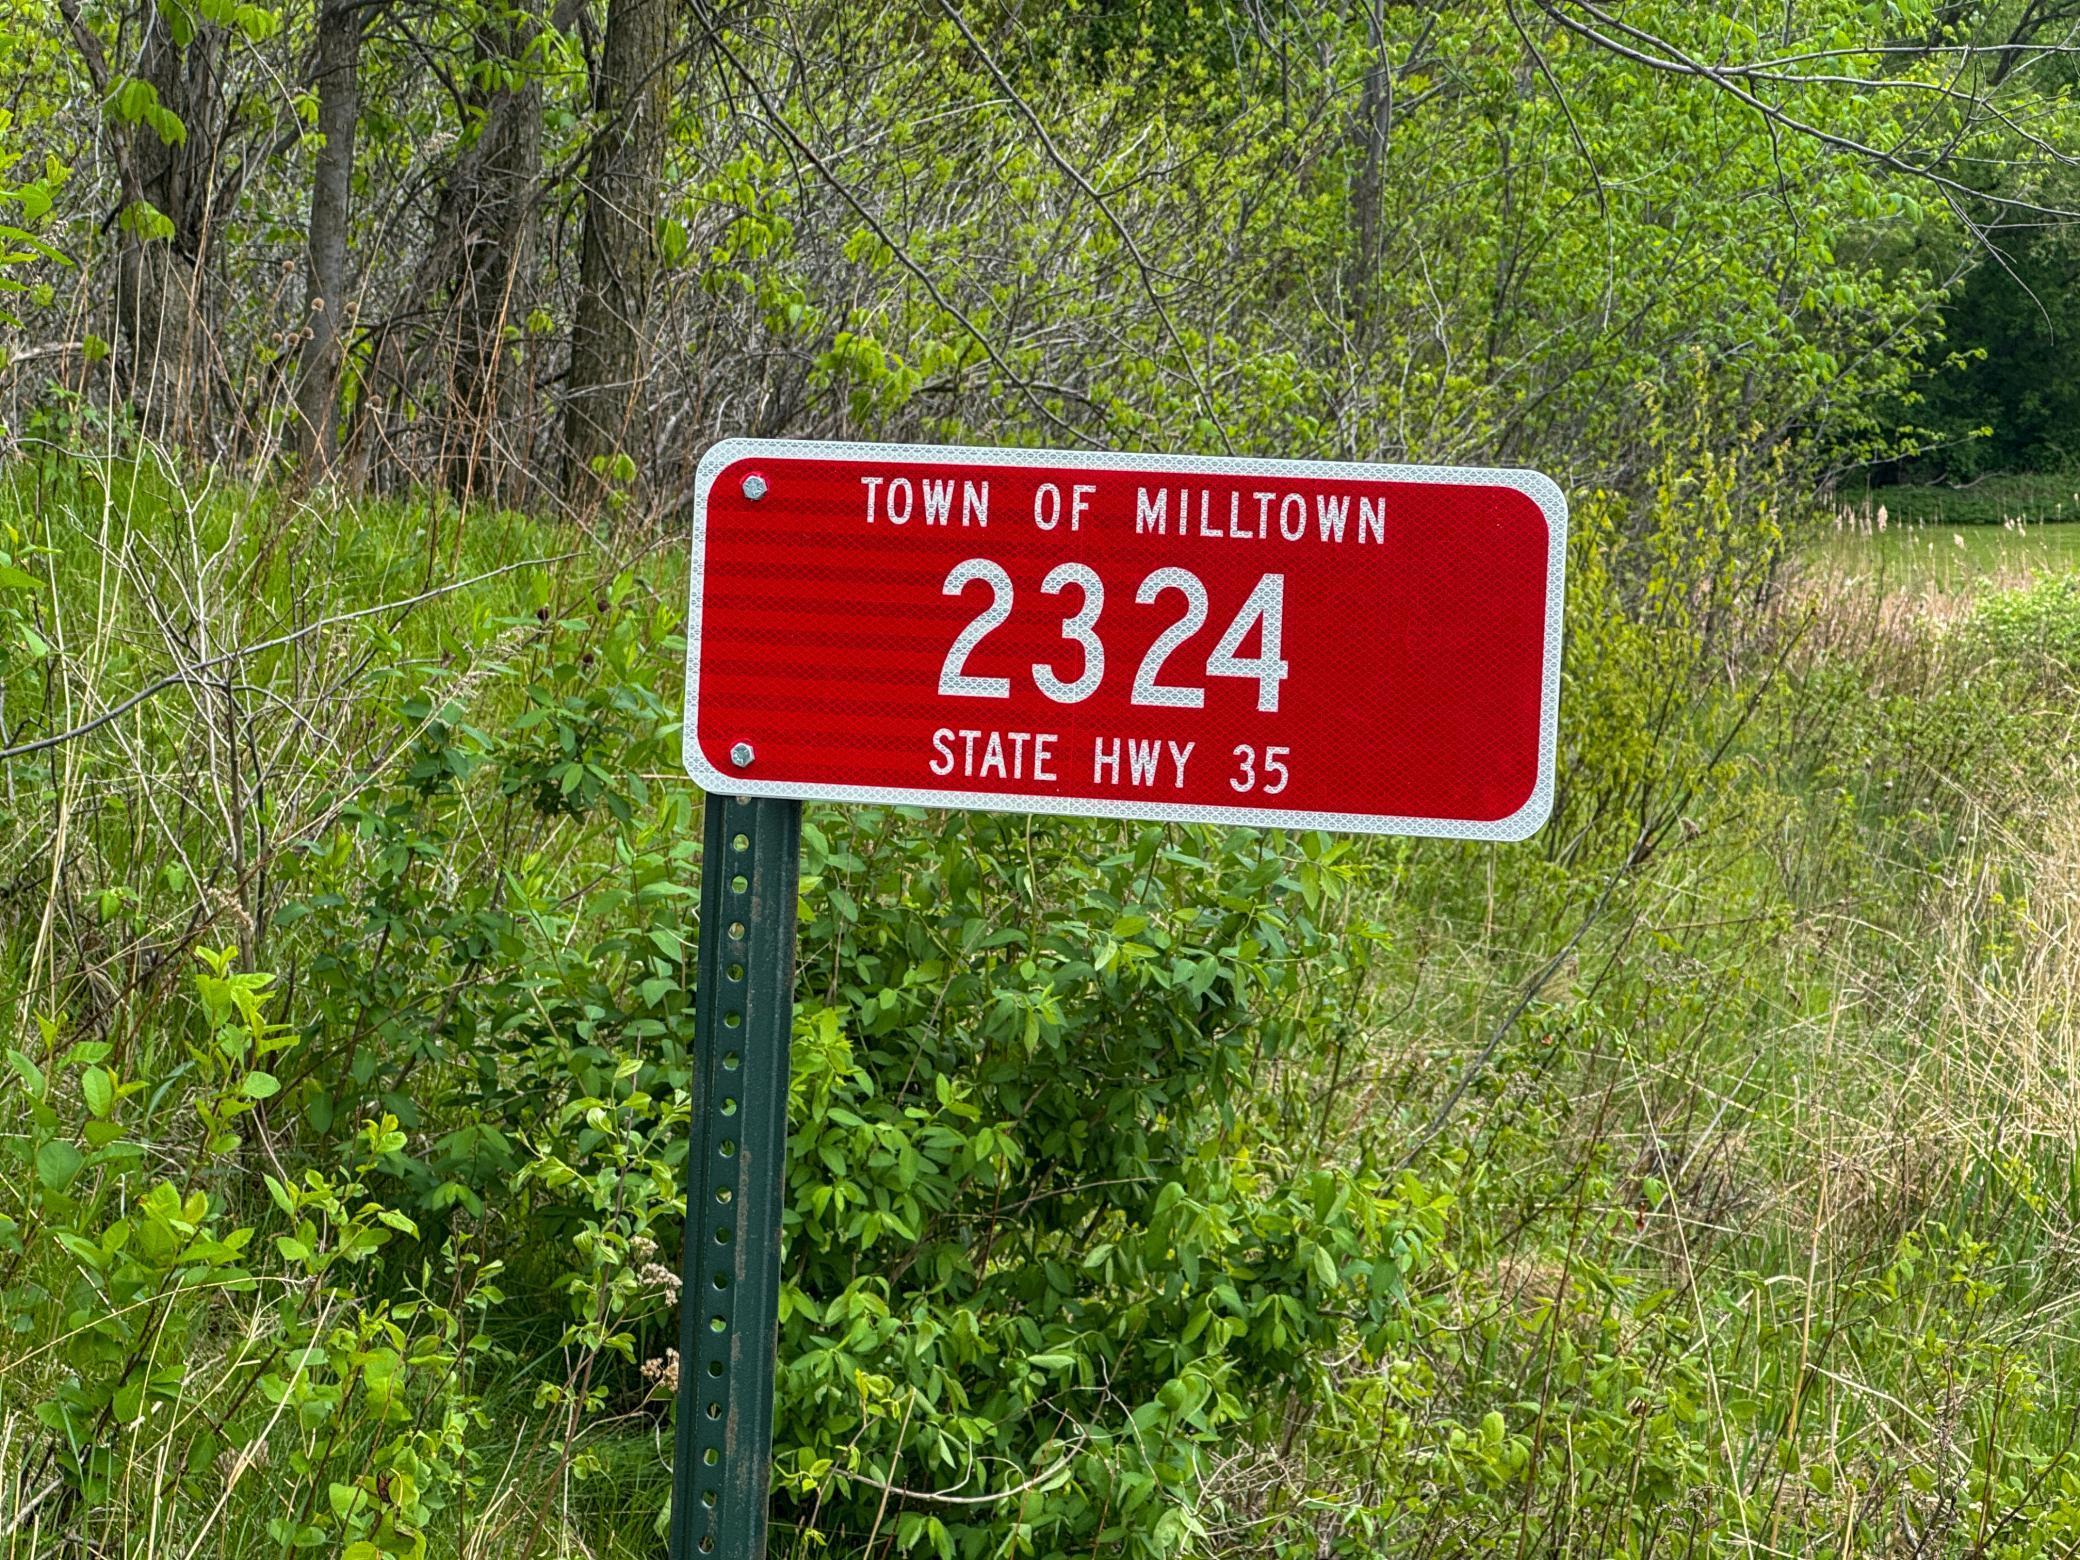 TOWN OF MILLTOWN
2324
STATE HWY 35